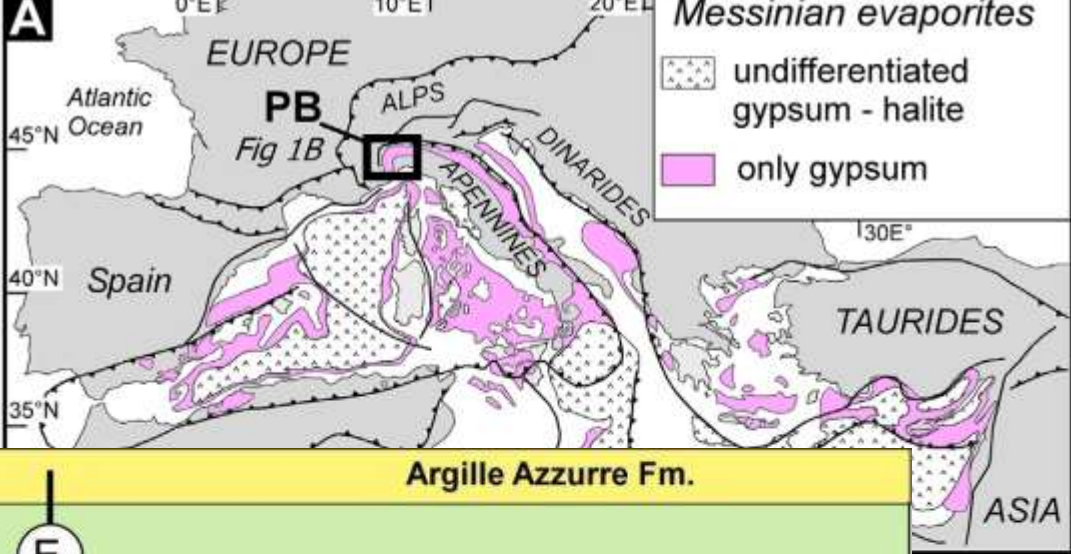 A
0°E
10°E
20°E
Messinian evaporites
undifferentiated
gypsum - halite
only gypsum
EUROPE
Atlantic
Ocean
ALPS
PB
Fig 1B
45°N
DINARIDES
APENNINES
30E°
40°N
Spain
TAURIDES
35°N
Argille Azzurre Fm.
ASIA